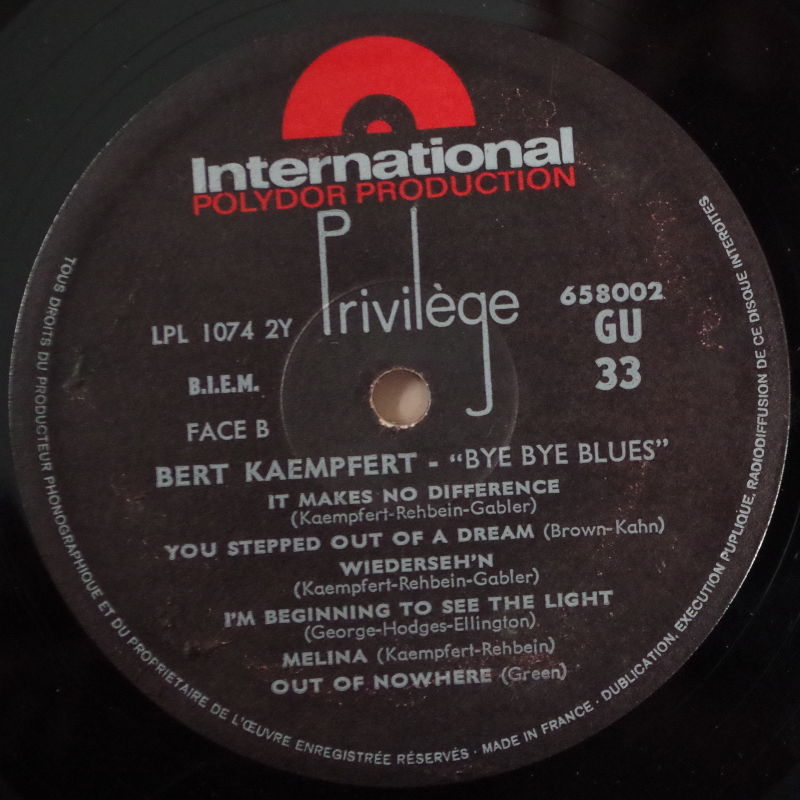 International
POLYDOR PRODUCTION
Privilège
LPL 1074 2Y
658002
GU
B.I.E.M.
33
FACE B
BERT KAEMPFERT - "BYE BYE BLUES"
IT MAKES NO DIFFERENCE
(Kaempfert-Rehbein-Gabler)
YOU STEPPED OUT OF A DREAM (Brown-Kahn)
WIEDERSEH'N
(Kaempfert-Rehbein-Gabler)
I'M BEGINNING TO SEE THE LIGHT
(George-Hodges-Ellington)
MELINA (Kaempfert-Rehbein)
OUT OF NOWHERE (Green)
TOUS DROITS DU PRODUCTEUR PHONOGRAPHIQUE ET DU PROPRIETAIRE DE L'ŒUVRE ENREGISTRÉE RÉSERVÉS · MADE IN FRANCE · DUBLICATION, EXECUTION PUPLIQUE, RADIODIFFUSION DE CE DISQUE INTERDITES